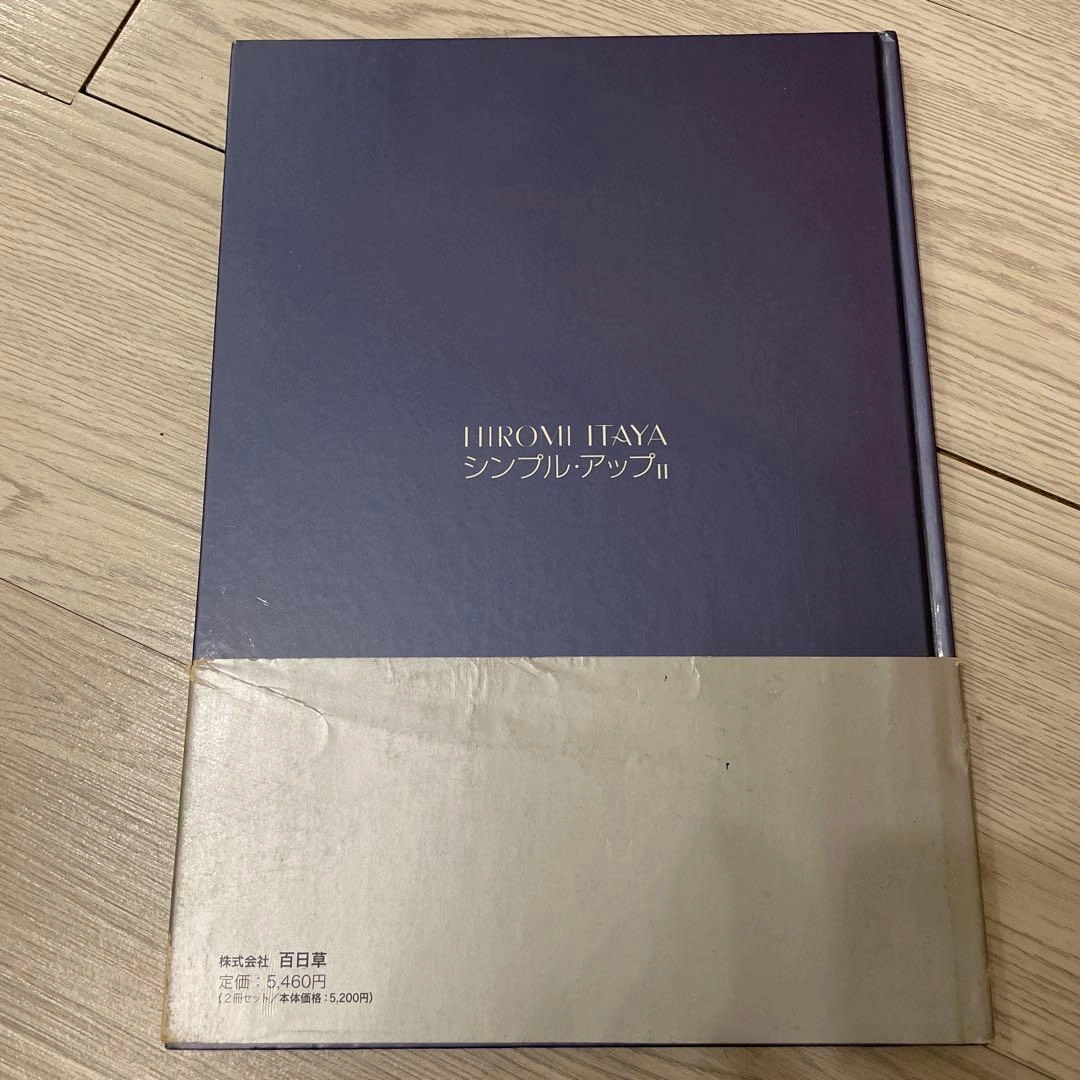 HIROMI ITAYA
シンプル・アップII
株式会社 百日草
定価：5,460円
(2冊セット/本体価格：5,200円)